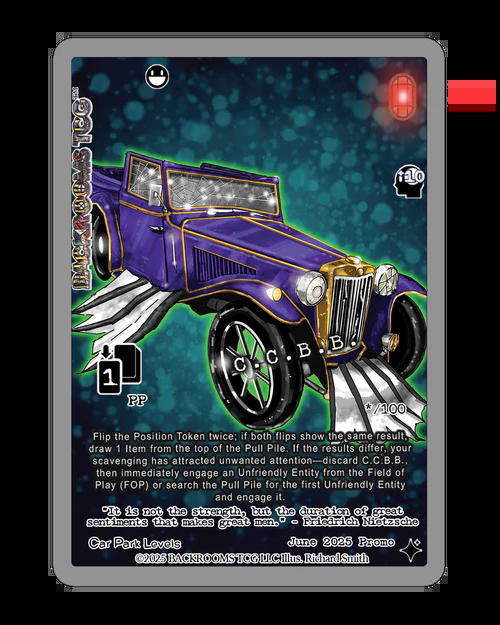 BACKROOMS TCG™
ELO
C.C.B.B.
1
PP
*/100
Flip the Position Token twice; if both flips show the same result,
draw 1 Item from the top of the Pull Pile. If the results differ, your
scavenging has attracted unwanted attention—discard C.C.B.B.,
then immediately engage an Unfriendly Entity from the Field of
Play (FOP) or search the Pull Pile for the first Unfriendly Entity
and engage it.
"It is not the strength, but the duration of great
sentiments that makes great men." - Friedrich Nietzsche
Car Park Levels
June 2025 Promo
©2025 BACKROOMS TCG LLC Illus. Richard Smith